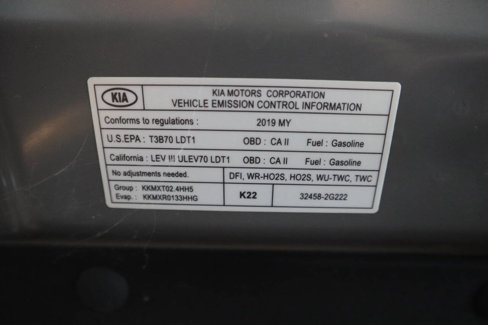 KIA
KIA MOTORS CORPORATION
VEHICLE EMISSION CONTROL INFORMATION
Conforms to regulations : 2019 MY
U.S.EPA : T3B70 LDT1 OBD : CA II Fuel : Gasoline
California : LEV III ULEV70 LDT1 OBD : CA II Fuel : Gasoline
No adjustments needed. DFI, WR-HO2S, HO2S, WU-TWC, TWC
Group : KKMXT02.4HH5
Evap. : KKMXR0133HHG
K22 32458-2G222